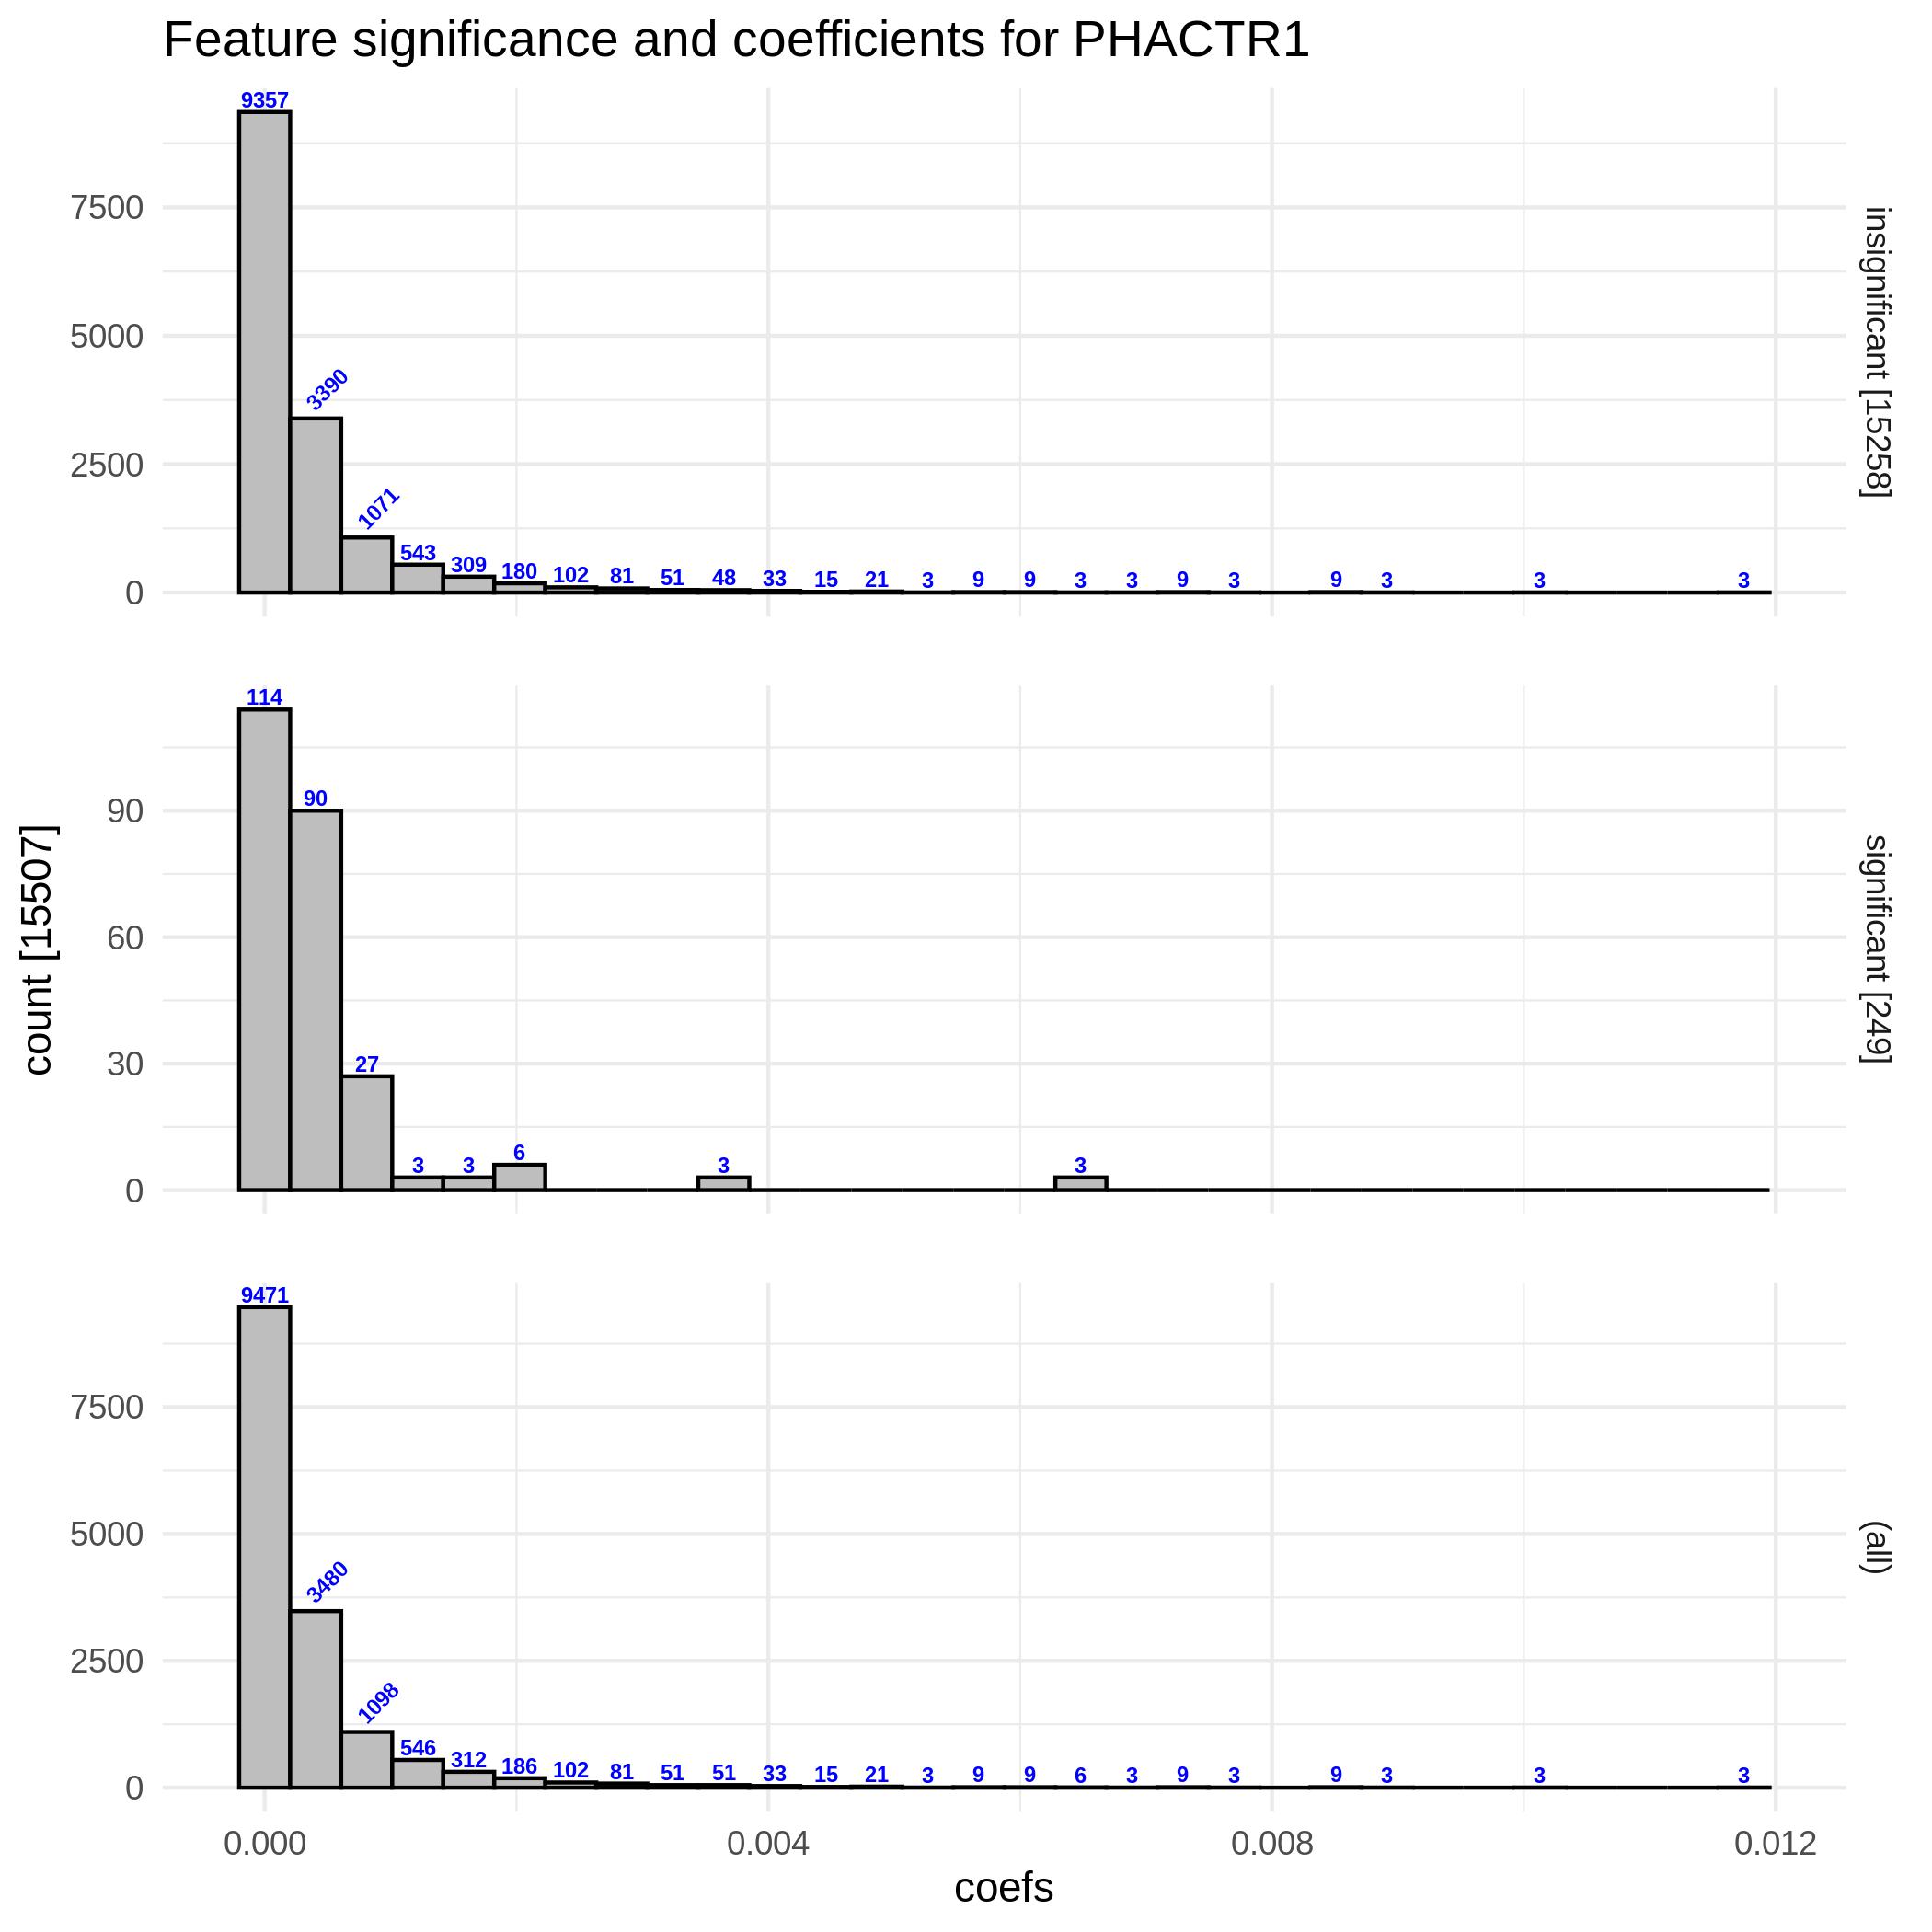 Feature significance and coefficients for PHACTR1
9357
3390
1071
543 309 180 102 81 51 48 33 15 21 3 9 9 3 3 9 3 9 3 3 3
7500
5000
2500
0
insignificant [15258]
114
90
27
3 3 6 3 3
90
60
30
0
significant [249]
count [15507]
9471
3480
1098
546 312 186 102 81 51 51 33 15 21 3 9 9 6 3 9 3 9 3 3 3
7500
5000
2500
0
(all)
0.000 0.004 0.008 0.012
coefs